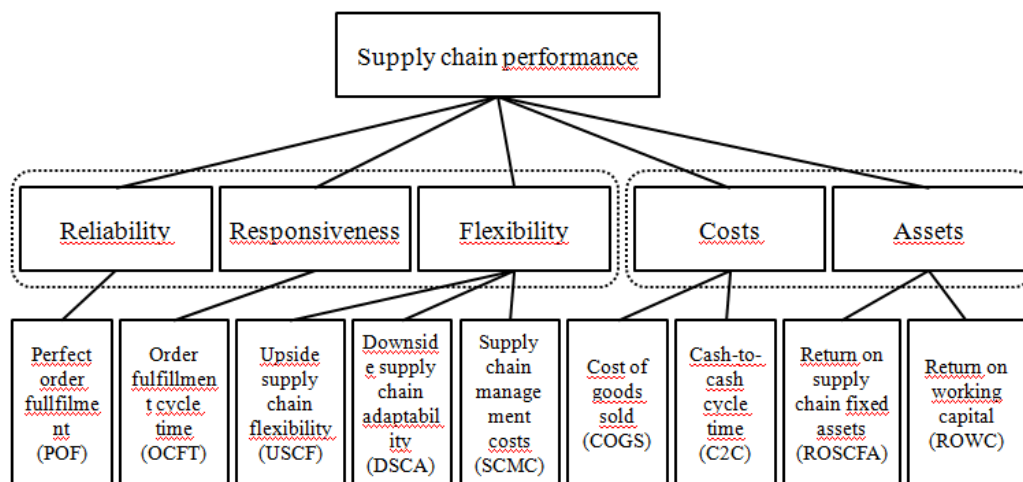 Supply chain performance
Reliability
Responsiveness
Flexibility
Costs
Assets
Perfect
order
fullfilme
nt
(POF)
Order
fulfillmen
t cycle
time
(OCFT)
Upside
supply
chain
flexibility
(USCF)
Downsid
e supply
chain
adaptabil
ity
(DSCA)
Supply
chain
manage
ment
costs
(SCMC)
Cost of
goods
sold
(COGS)
Cash-to-
cash
cycle
time
(C2C)
Return on
supply
chain fixed
assets
(ROSCFA)
Return on
working
capital
(ROWC)